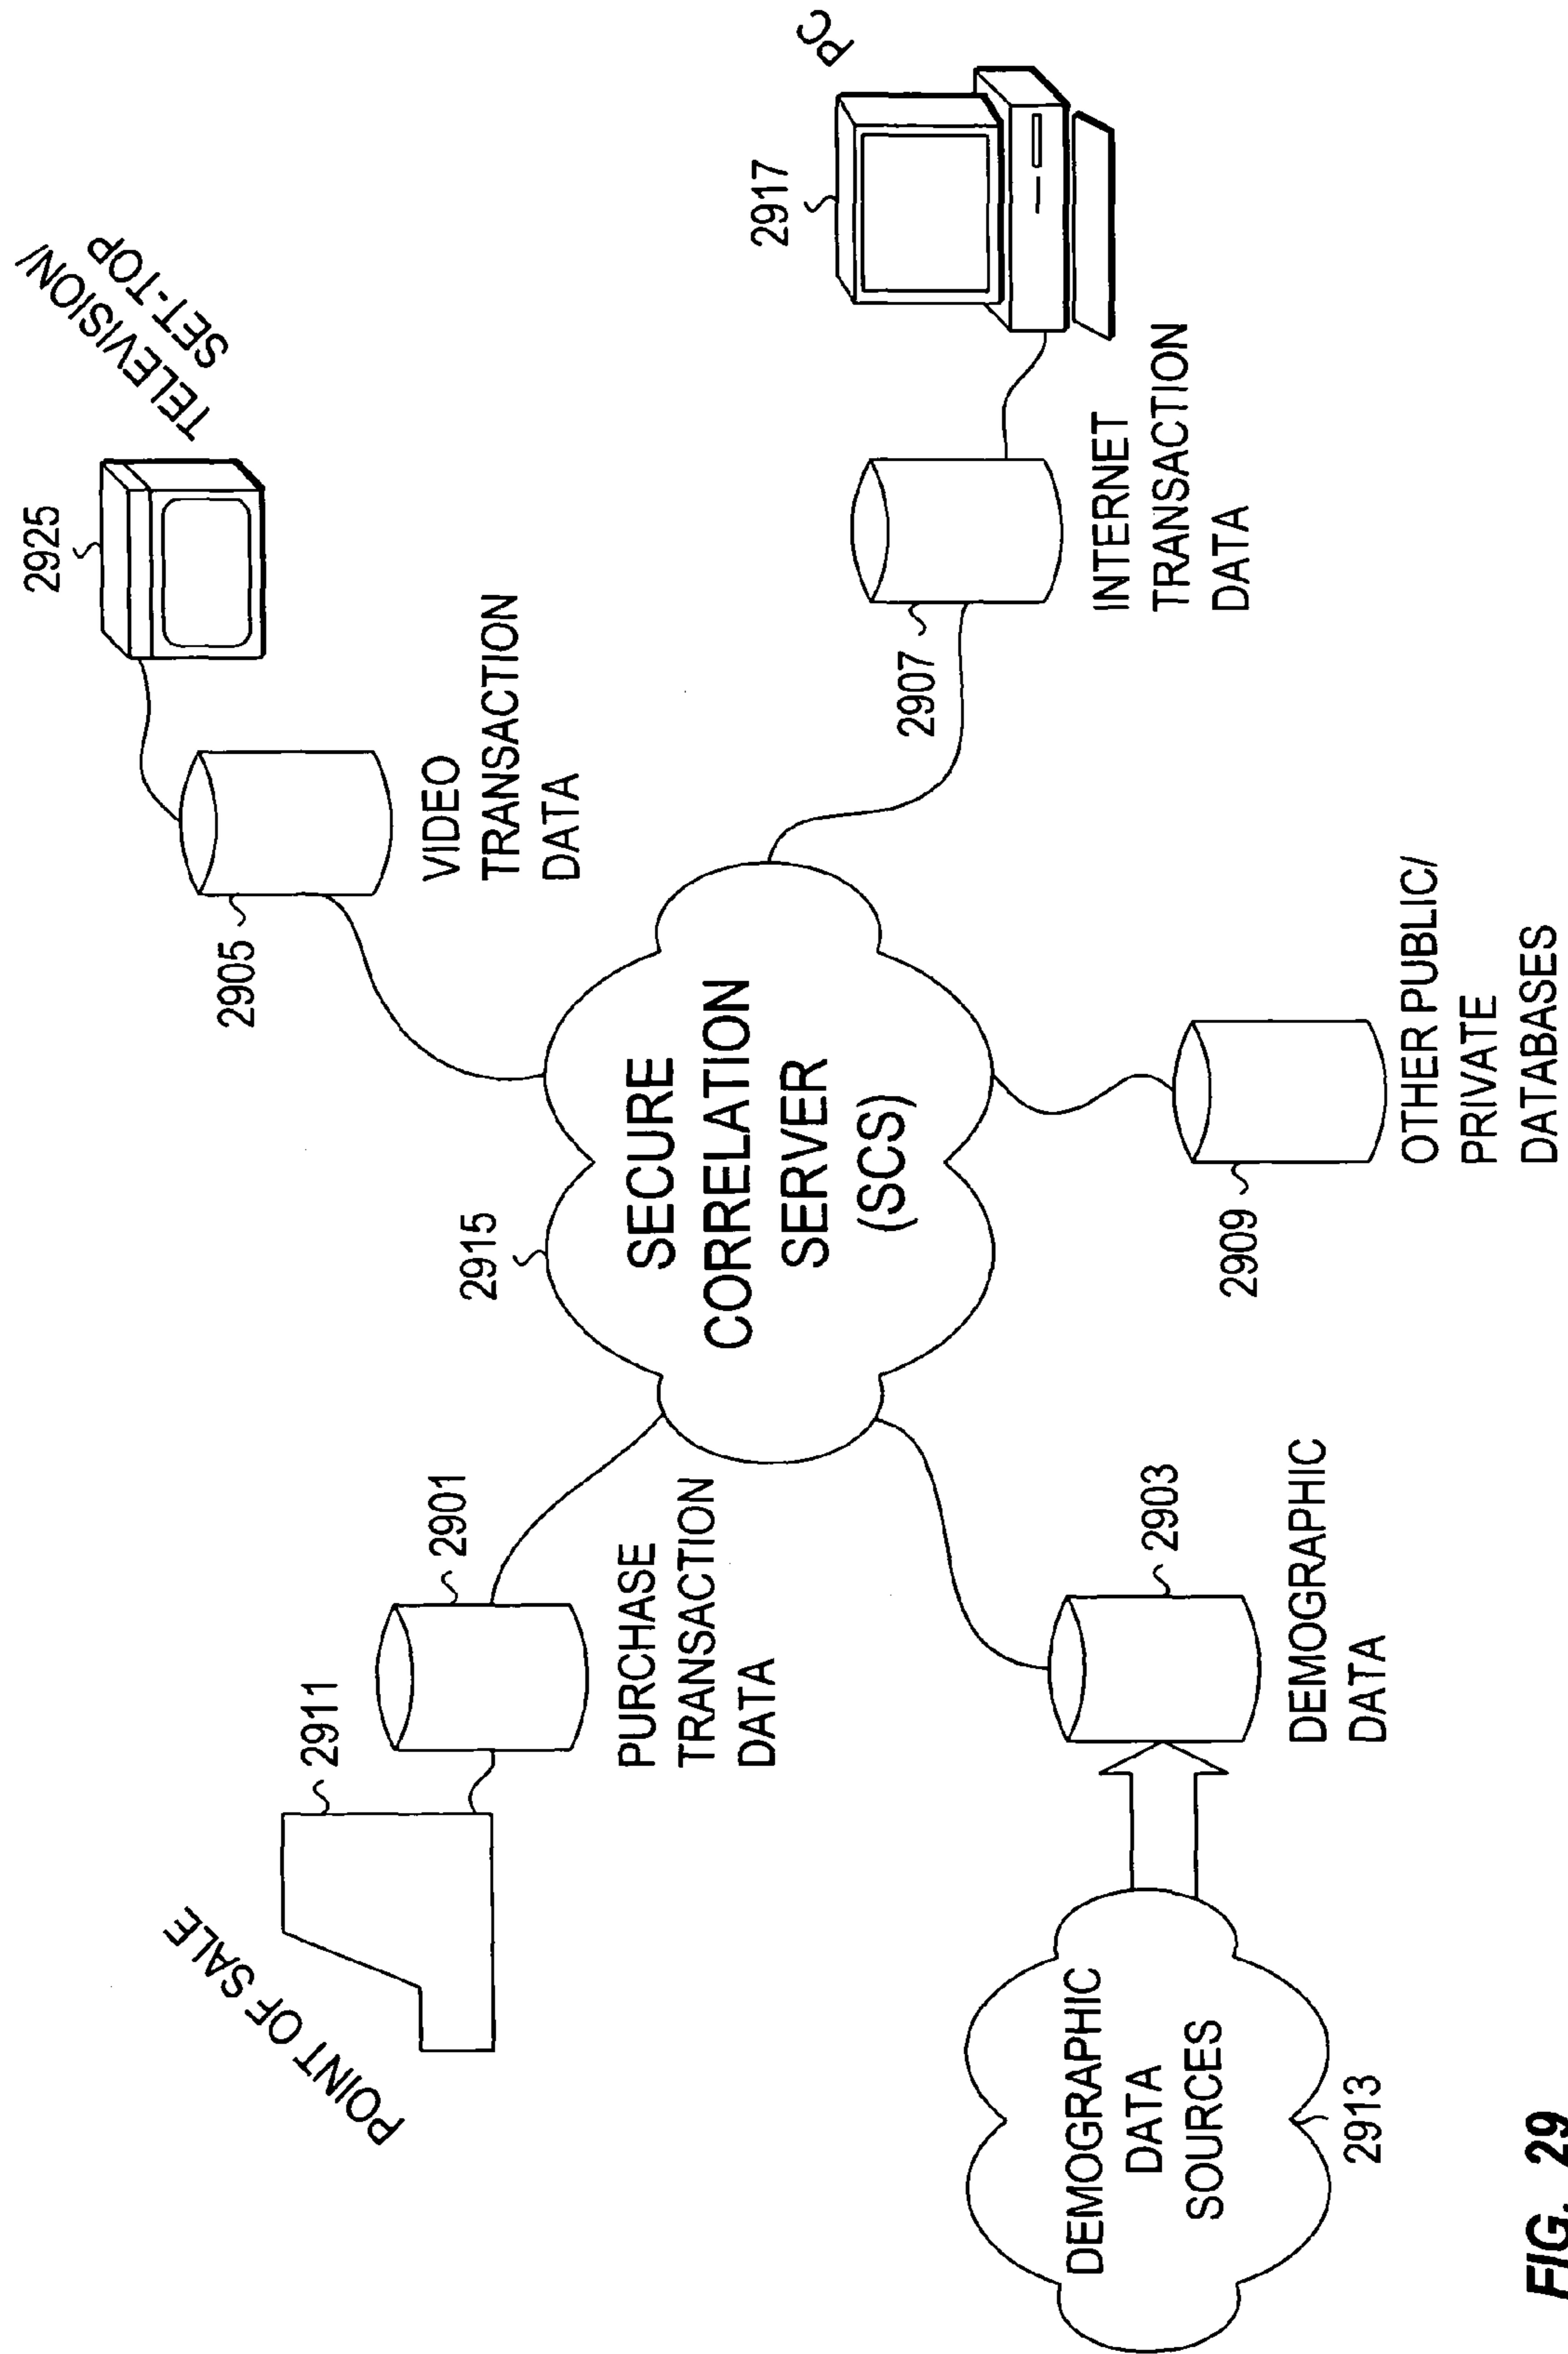 POINT OF SALE
2911
2901
PURCHASE
TRANSACTION
DATA
2915
SECURE
CORRELATION
SERVER
(SCS)
2905
VIDEO
TRANSACTION
DATA
2925
TELEVISION/
SET-TOP
DEMOGRAPHIC
DATA
SOURCES
2913
2903
DEMOGRAPHIC
DATA
2909
OTHER PUBLIC/
PRIVATE
DATABASES
2907
INTERNET
TRANSACTION
DATA
2917
PC
FIG. 29